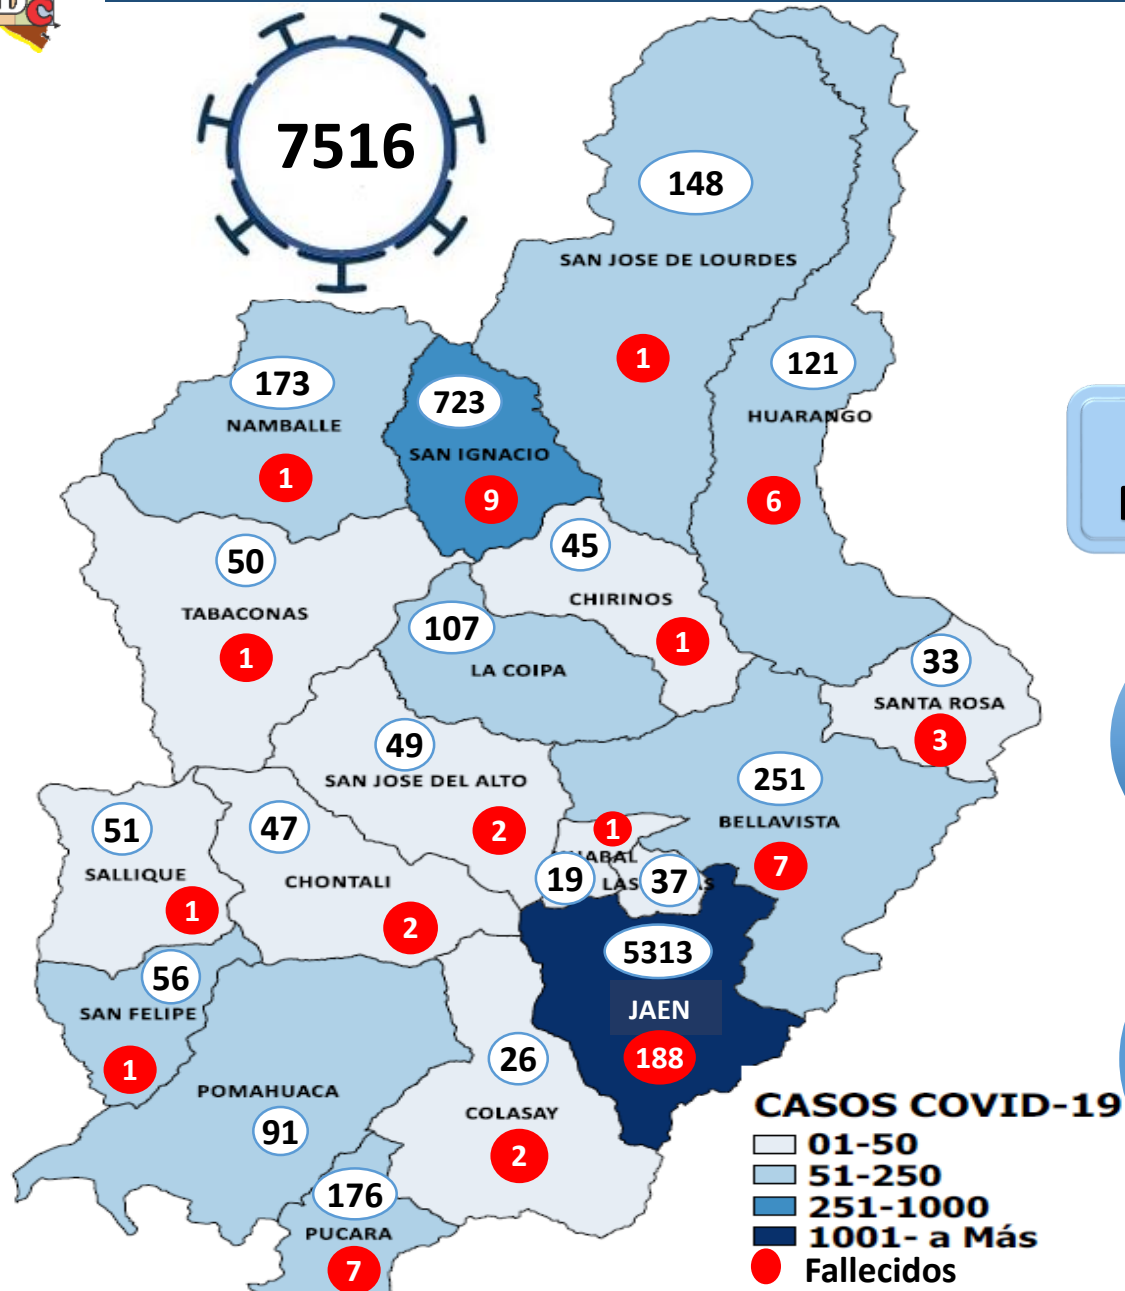 C
7516
148
SAN JOSE DE LOURDES
1
121
HUARANGO
6
173
NAMBALLE
1
723
SAN IGNACIO
9
50
TABACONAS
1
45
CHIRINOS
1
107
LA COIPA
33
SANTA ROSA
3
49
SAN JOSE DEL ALTO
2
251
BELLAVISTA
7
51
SALLIQUE
1
47
CHONTALI
2
1
ABAL
19
LAS
37
S
5313
JAEN
188
56
SAN FELIPE
1
POMAHUACA
91
26
COLASAY
2
176
PUCARA
7
CASOS COVID-19
01-50
51-250
251-1000
1001- a Más
Fallecidos